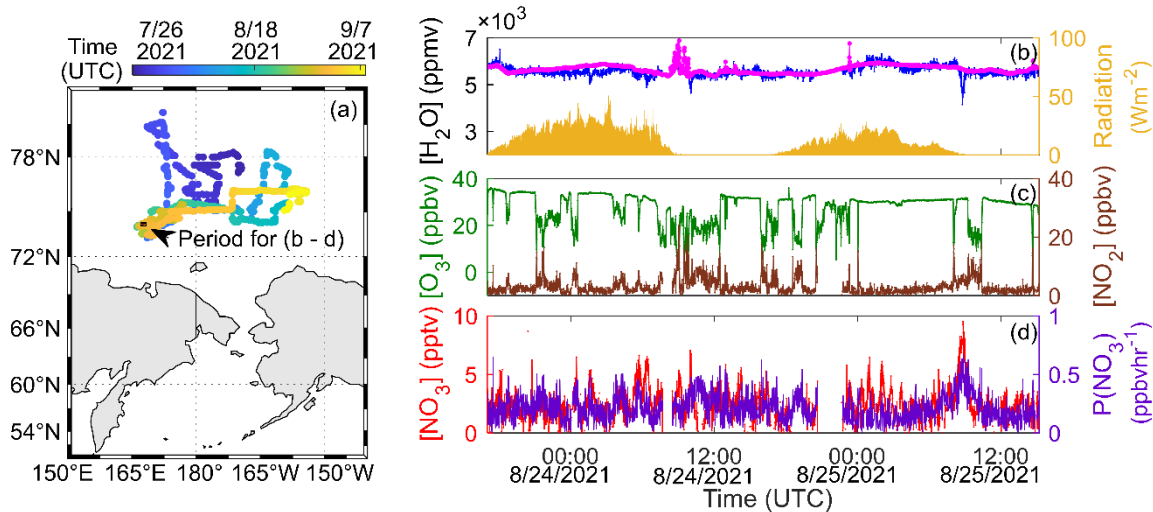 7/26 8/18 9/7
Time 2021 2021 2021
(UTC)
(a)
78°N
Period for (b - d)
72°N
66°N
60°N
54°N
150°E 165°E 180° 165°W 150°W
×10³
7 (b) 100
5 50
3 0
[H₂O] (ppmv)
Radiation
(Wm⁻²)
40 (c) 40
20 20
0 0
[O₃] (ppbv)
[NO₂] (ppbv)
10 (d) 1
5 0.5
0 0
[NO₃] (pptv)
P(NO₃)
(ppbvhr⁻¹)
00:00 12:00 00:00 12:00
8/24/2021 8/24/2021 8/25/2021 8/25/2021
Time (UTC)